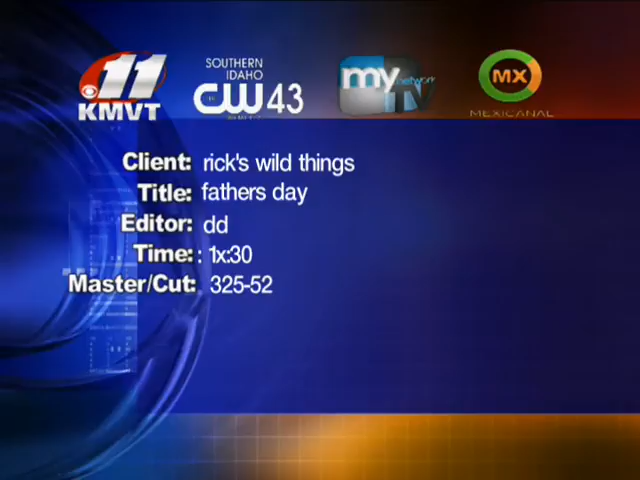 11
KMVT
SOUTHERN
IDAHO
CW 43
my network TV
MX
MEXICANAL
Client: rick's wild things
Title: fathers day
Editor: dd
Time: : 1x:30
Master/Cut: 325-52